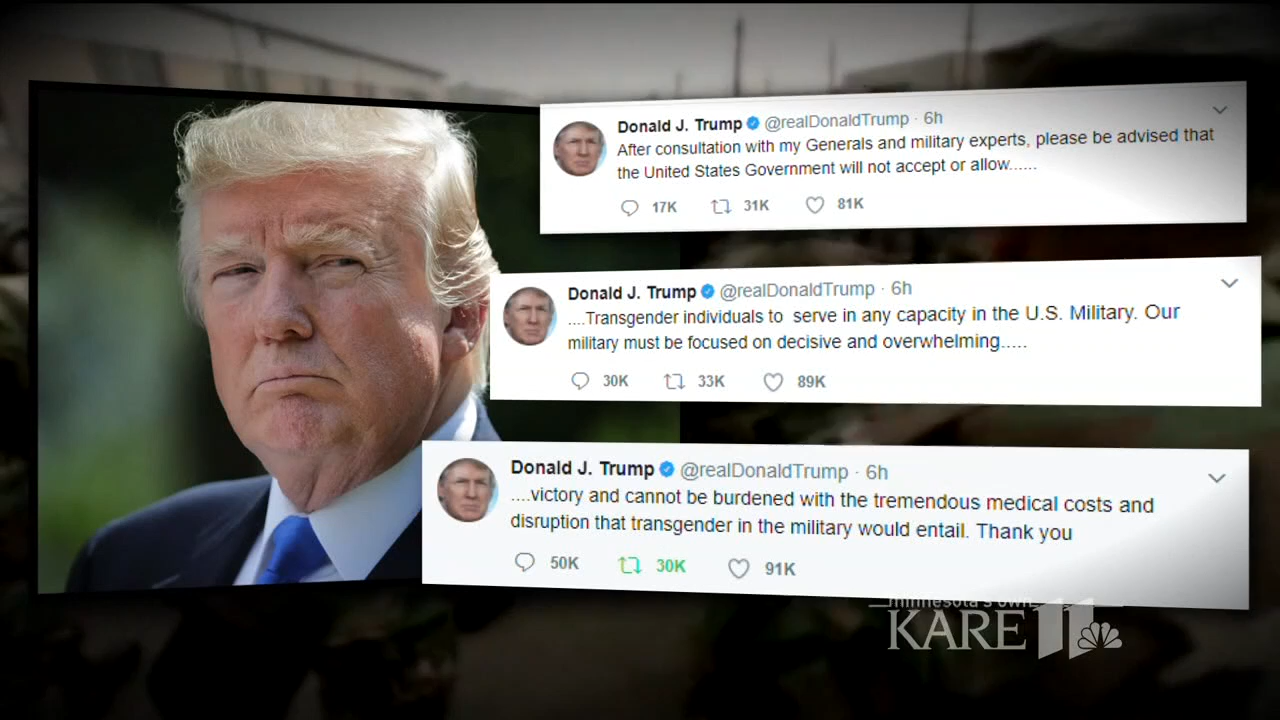 Donald J. Trump @realDonaldTrump · 6h
After consultation with my Generals and military experts, please be advised that
the United States Government will not accept or allow......
17K 31K 81K
Donald J. Trump @realDonaldTrump · 6h
....Transgender individuals to serve in any capacity in the U.S. Military. Our
military must be focused on decisive and overwhelming.....
30K 33K 89K
Donald J. Trump @realDonaldTrump · 6h
....victory and cannot be burdened with the tremendous medical costs and
disruption that transgender in the military would entail. Thank you
50K 30K 91K
minnesota's own
KARE 11